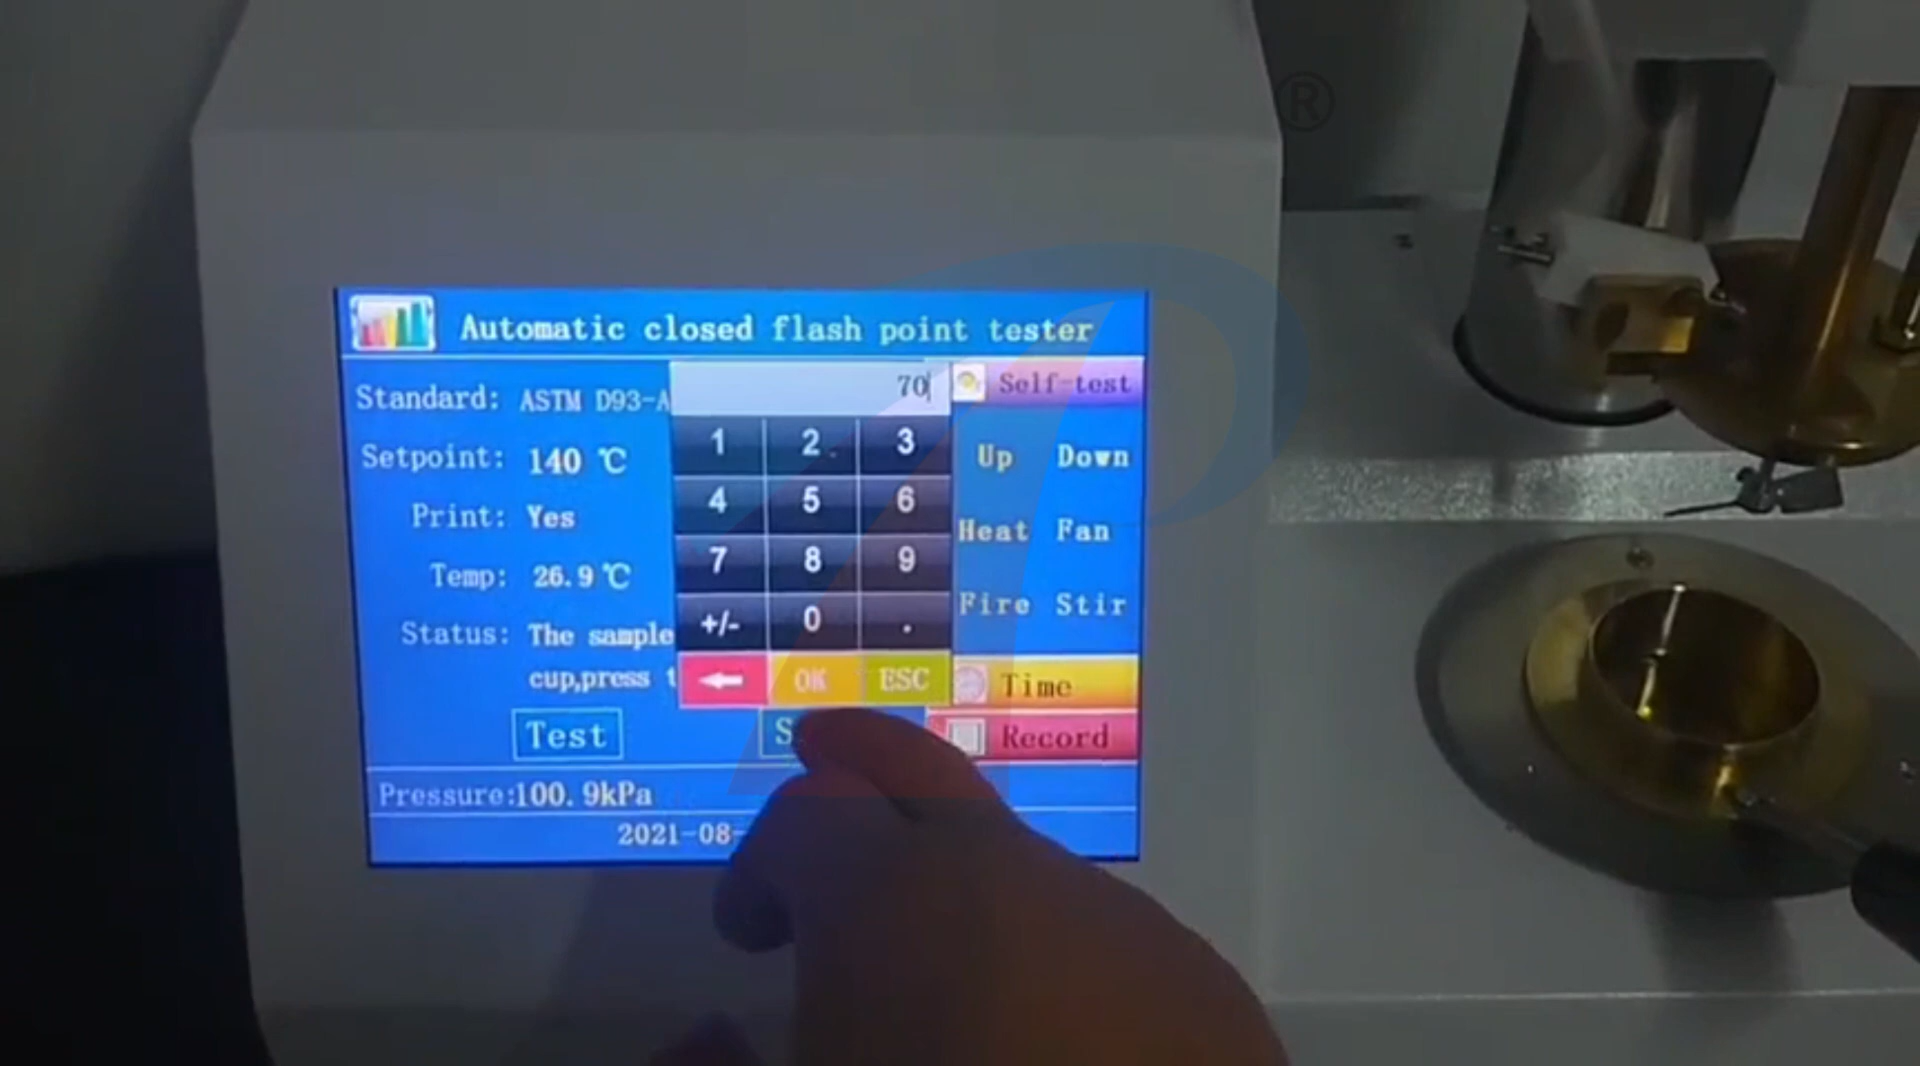 ®
Automatic closed flash point tester
Standard: ASTM D93-A
70
Self-test
Setpoint: 140 ℃
1 2 3
Up Down
Print: Yes
4 5 6
Heat Fan
Temp: 26.9 ℃
7 8 9
Fire Stir
Status: The sample
+/- 0 .
cup,press t
OK ESC
Time
Test
S
Record
Pressure:100.9kPa
2021-08-